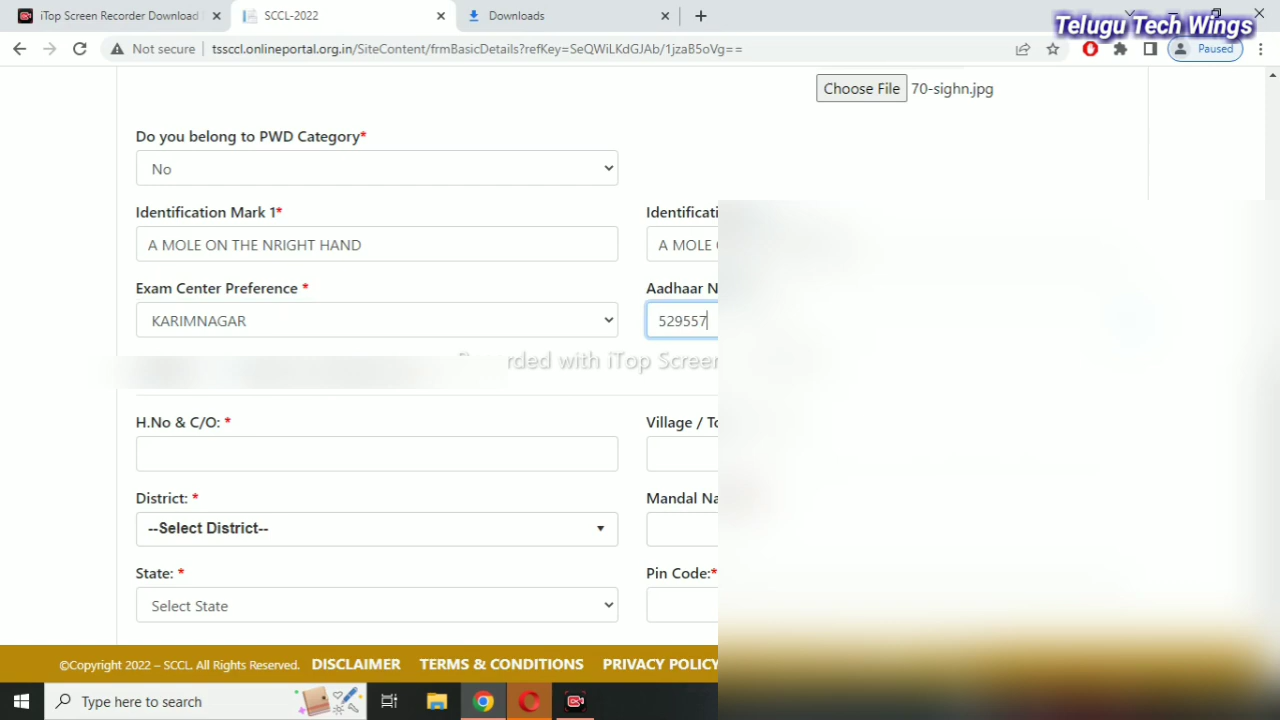 iTop Screen Recorder Download
SCCL-2022
Downloads
Telugu Tech Wings
Not secure
tssccl.onlineportal.org.in/SiteContent/frmBasicDetails?refKey=SeQWiLKdGJAb/1jzaB5oVg==
Paused
Choose File 70-sighn.jpg
Do you belong to PWD Category*
No
Identification Mark 1*
Identificati
A MOLE ON THE NRIGHT HAND
A MOLE
Exam Center Preference *
Aadhaar N
KARIMNAGAR
529557
rded with iTop Screen
H.No & C/O: *
Village / To
District: *
Mandal Na
--Select District--
State: *
Pin Code:*
Select State
©Copyright 2022 – SCCL. All Rights Reserved. DISCLAIMER TERMS & CONDITIONS PRIVACY POLICY
Type here to search